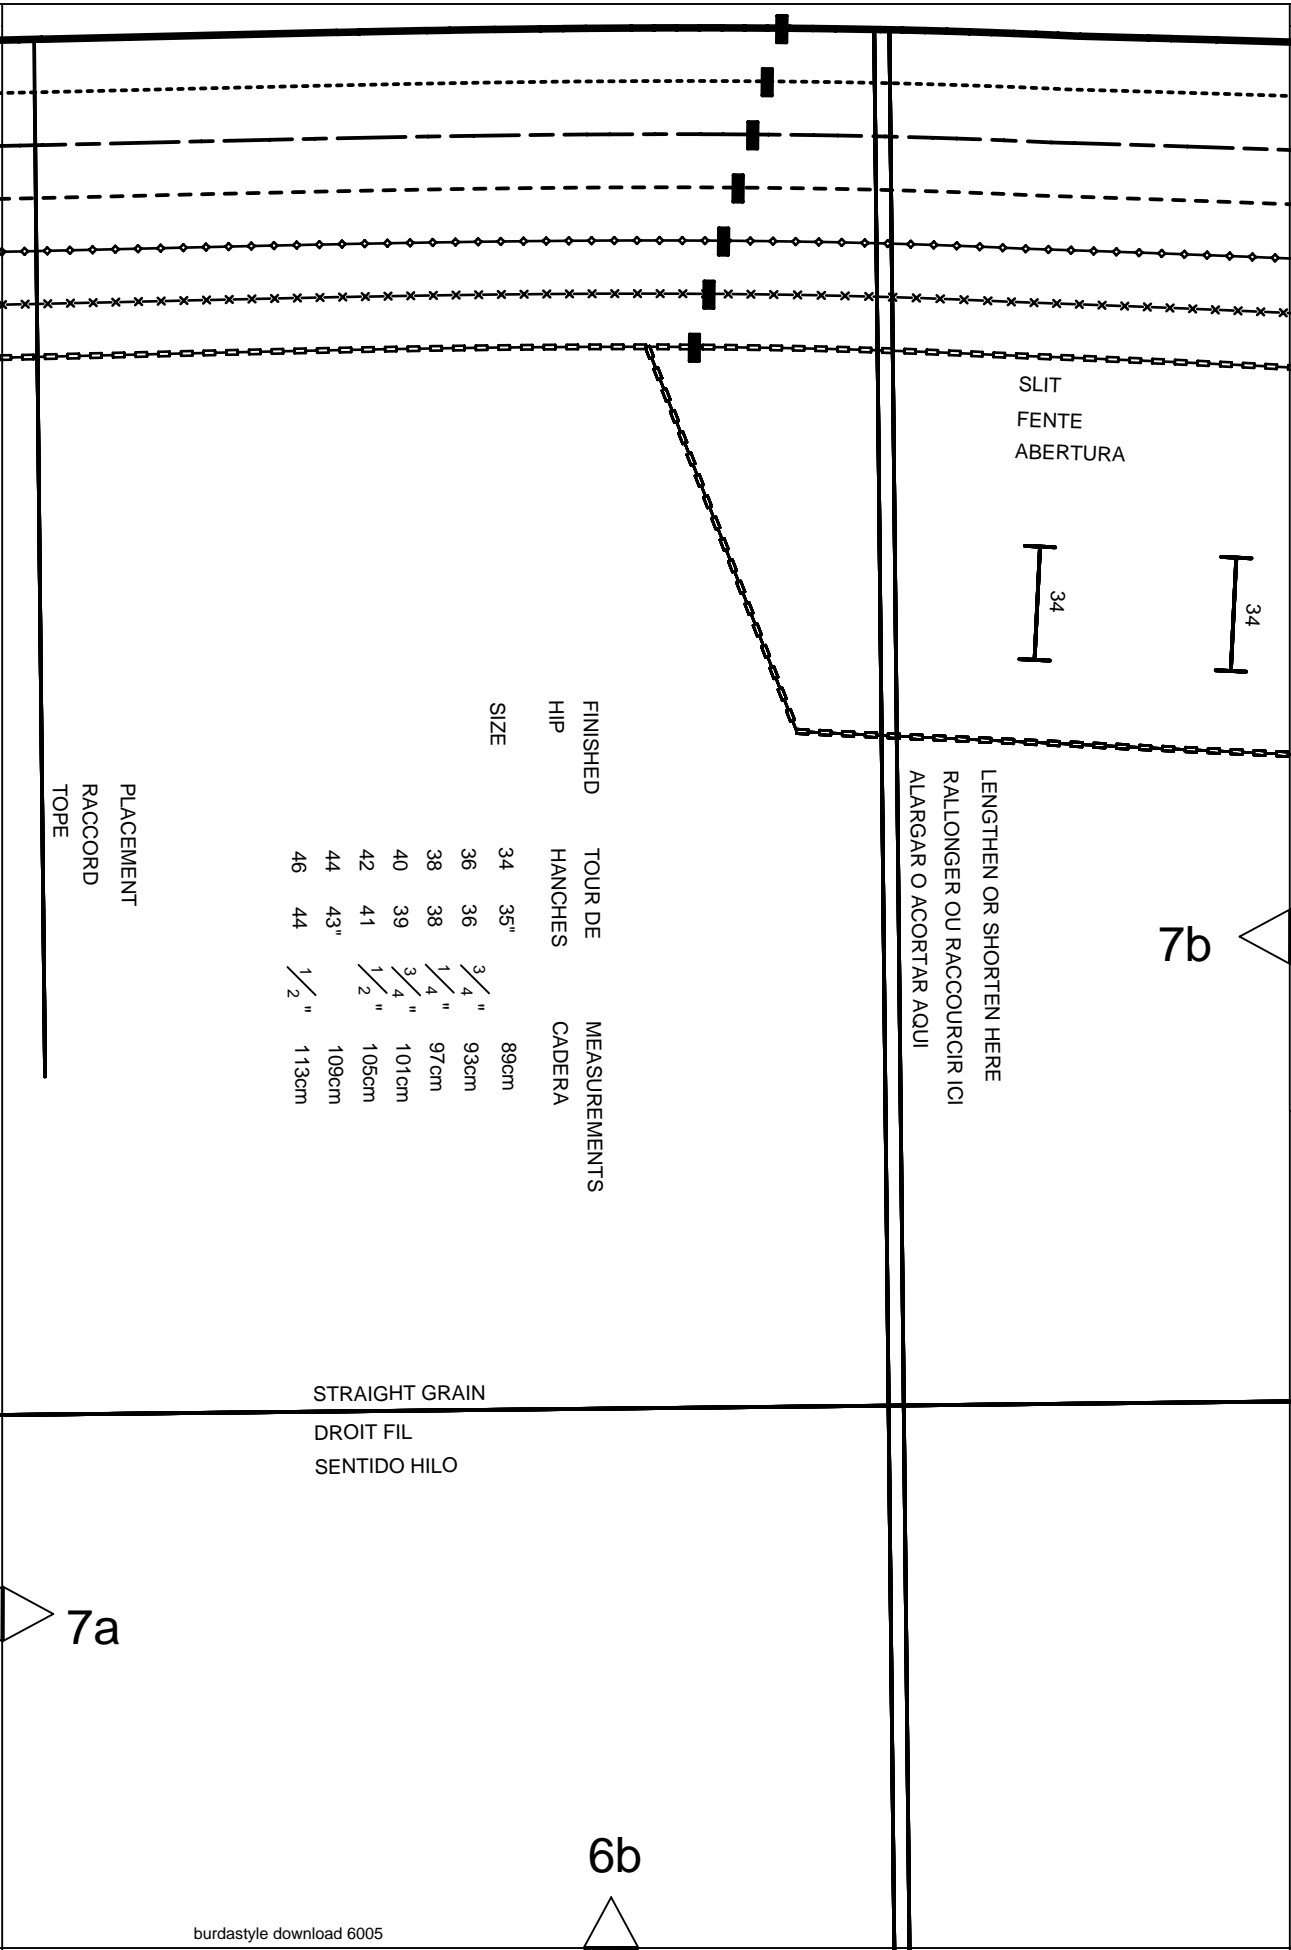 SLIT
FENTE
ABERTURA
34
34
LENGTHEN OR SHORTEN HERE
RALLONGER OU RACCOURCIR ICI
ALARGAR O ACORTAR AQUI
7b
FINISHED TOUR DE MEASUREMENTS
HIP HANCHES CADERA
SIZE 34 35" 89cm
36 36 3/4" 93cm
38 38 1/4" 97cm
40 39 3/4" 101cm
42 41 1/2" 105cm
44 43" 109cm
46 44 1/2" 113cm
PLACEMENT
RACCORD
TOPE
STRAIGHT GRAIN
DROIT FIL
SENTIDO HILO
7a
6b
burdastyle download 6005